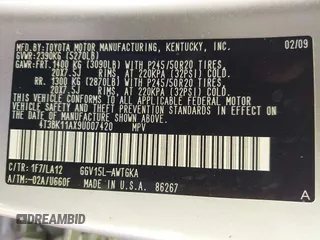 MFD. BY: TOYOTA MOTOR MANUFACTURING, KENTUCKY, INC. 02/09
GVWR: 2390KG (5270LB)
GAWR: FRT. 1400 KG (3090LB) WITH P245/50R20 TIRES,
20X7.5J RIMS, AT 220KPA (32PSI) COLD
RR. 1300 KG (2870LB) WITH P245/50R20 TIRES,
20X7.5J RIMS, AT 220KPA (32PSI) COLD
THIS VEHICLE CONFORMS TO ALL APPLICABLE FEDERAL MOTOR
VEHICLE SAFETY AND THEFT PREVENTION STANDARDS IN EFFECT ON
THE DATE OF MANUFACTURE SHOWN ABOVE.
4T3BK11AX9U007420 MPV
C/TR: 1F7/LA12 GGV15L-AWTGKA
A/TM: -02A/U660F MADE IN U.S.A. 86267 A
DREAMBID